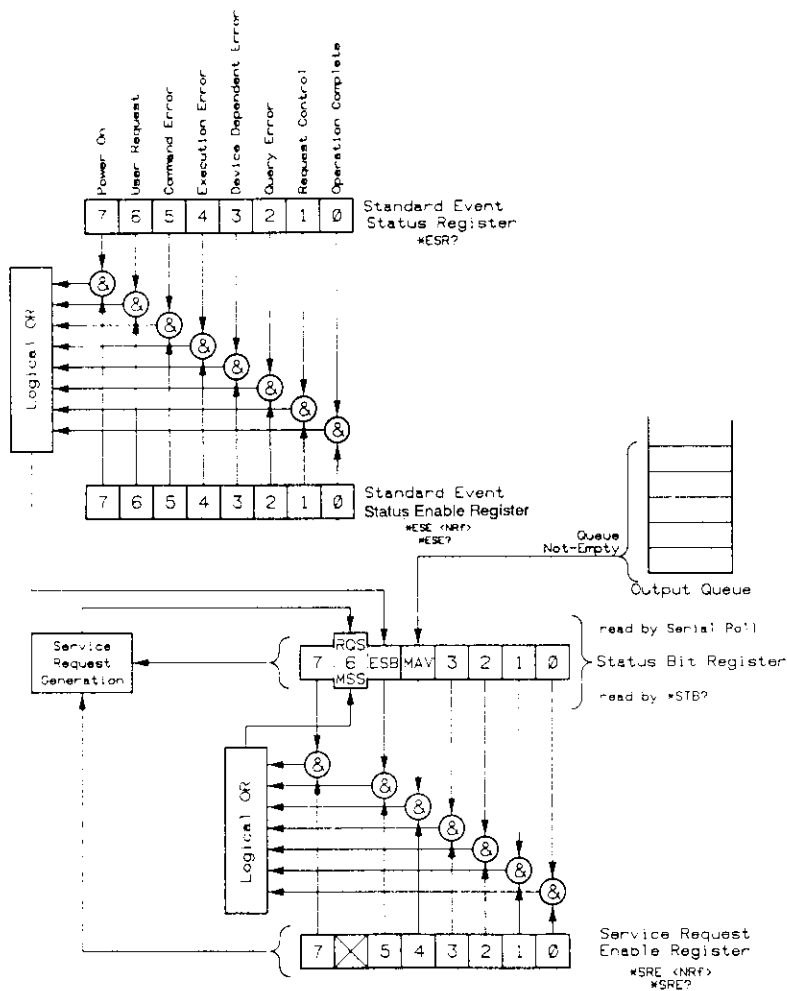 Power On
User Request
Command Error
Execution Error
Device Dependent Error
Query Error
Request Control
Operation Complete
7 6 5 4 3 2 1 0
Standard Event
Status Register
*ESR?
& & & & & & & &
Logical OR
7 6 5 4 3 2 1 0
Standard Event
Status Enable Register
*ESE <NRf>
*ESE?
Queue
Not-Empty
Output Queue
Service
Request
Generation
RQS
7 6 ESB MAV 3 2 1 0
MSS
read by Serial Poll
Status Bit Register
read by *STB?
& & & & & & &
Logical OR
7 5 4 3 2 1 0
Service Request
Enable Register
*SRE <NRf>
*SRE?